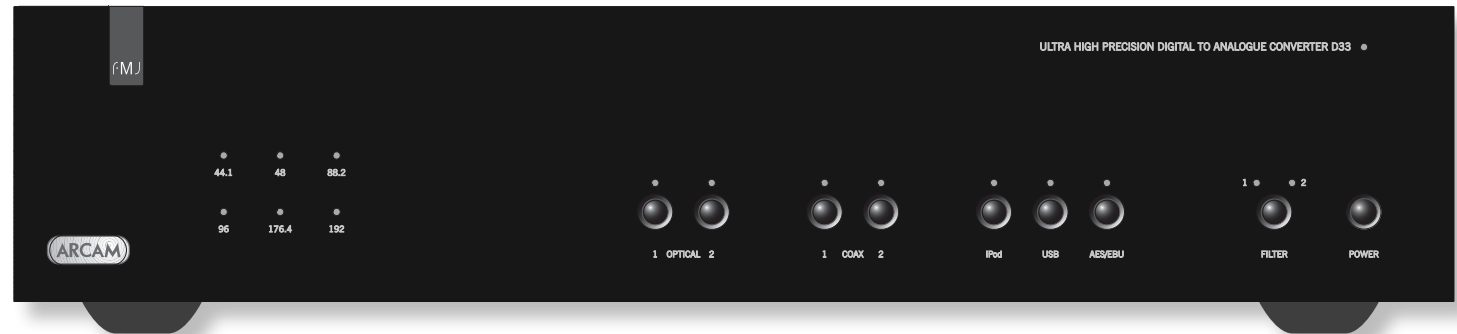 FMJ
ULTRA HIGH PRECISION DIGITAL TO ANALOGUE CONVERTER D33
44.1 48 88.2
1 2
96 176.4 192
ARCAM
1 OPTICAL 2 1 COAX 2 iPod USB AES/EBU FILTER POWER